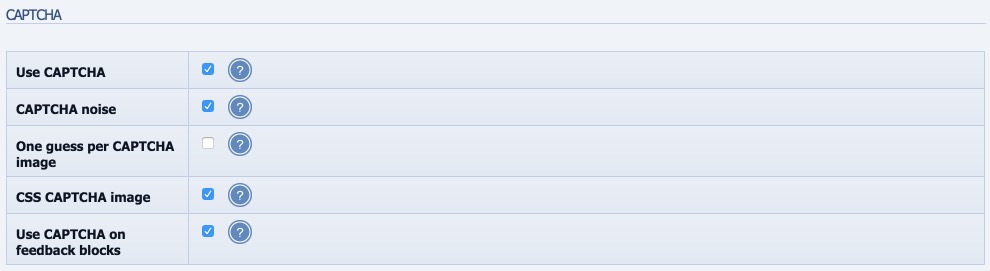 CAPTCHA
Use CAPTCHA
?
CAPTCHA noise
?
One guess per CAPTCHA
image
?
CSS CAPTCHA image
?
Use CAPTCHA on
feedback blocks
?